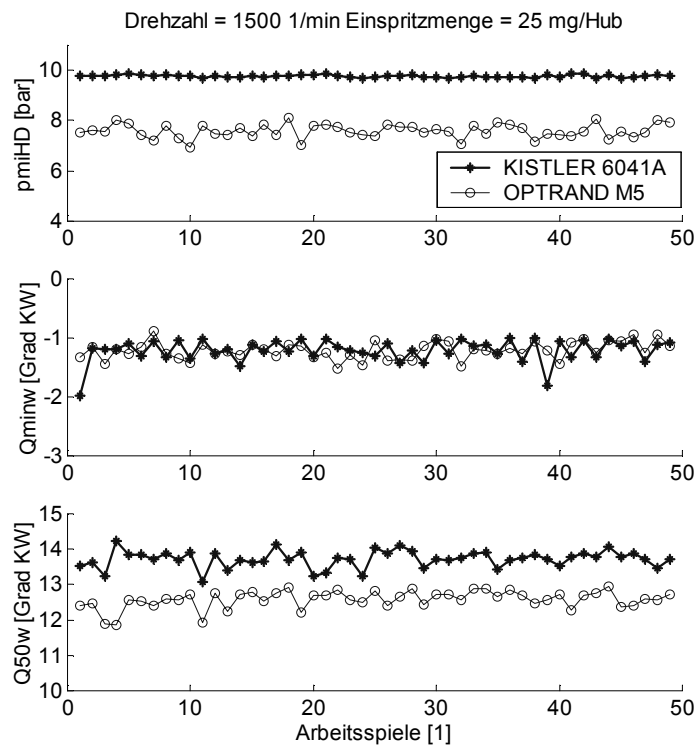 Drehzahl = 1500 1/min Einspritzmenge = 25 mg/Hub
pmiHD [bar]
10
8
6
4
KISTLER 6041A
OPTRAND M5
0 10 20 30 40 50
Qminw [Grad KW]
0
-1
-2
-3
0 10 20 30 40 50
Q50w [Grad KW]
15
14
13
12
11
10
0 10 20 30 40 50
Arbeitsspiele [1]